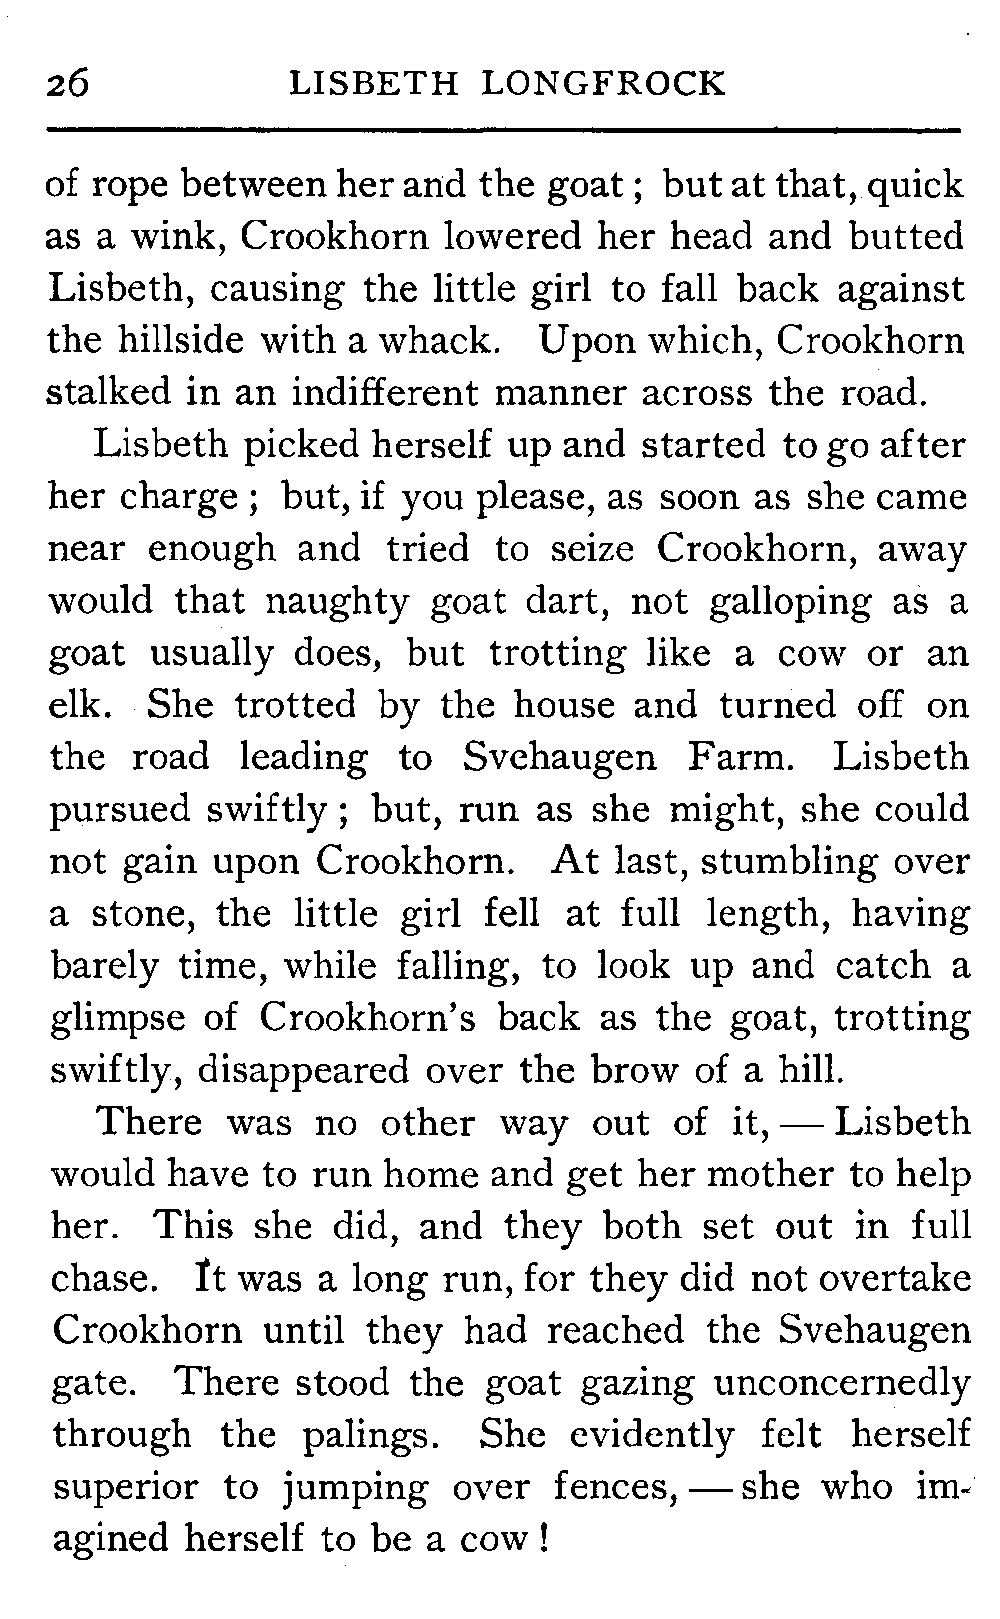 26 LISBETH LONGFROCK
of rope between her and the goat ; but at that, quick
as a wink, Crookhorn lowered her head and butted
Lisbeth, causing the little girl to fall back against
the hillside with a whack. Upon which, Crookhorn
stalked in an indifferent manner across the road.
Lisbeth picked herself up and started to go after
her charge ; but, if you please, as soon as she came
near enough and tried to seize Crookhorn, away
would that naughty goat dart, not galloping as a
goat usually does, but trotting like a cow or an
elk. She trotted by the house and turned off on
the road leading to Svehaugen Farm. Lisbeth
pursued swiftly ; but, run as she might, she could
not gain upon Crookhorn. At last, stumbling over
a stone, the little girl fell at full length, having
barely time, while falling, to look up and catch a
glimpse of Crookhorn's back as the goat, trotting
swiftly, disappeared over the brow of a hill.
There was no other way out of it, — Lisbeth
would have to run home and get her mother to help
her. This she did, and they both set out in full
chase. It was a long run, for they did not overtake
Crookhorn until they had reached the Svehaugen
gate. There stood the goat gazing unconcernedly
through the palings. She evidently felt herself
superior to jumping over fences, — she who im-
agined herself to be a cow !